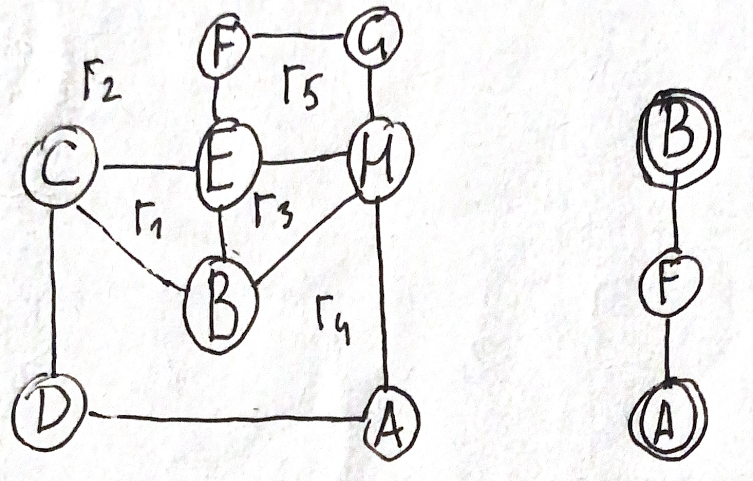 F G
r₂ r₅
B
C E H
r₁ r₃
F
B
r₄
D A
A